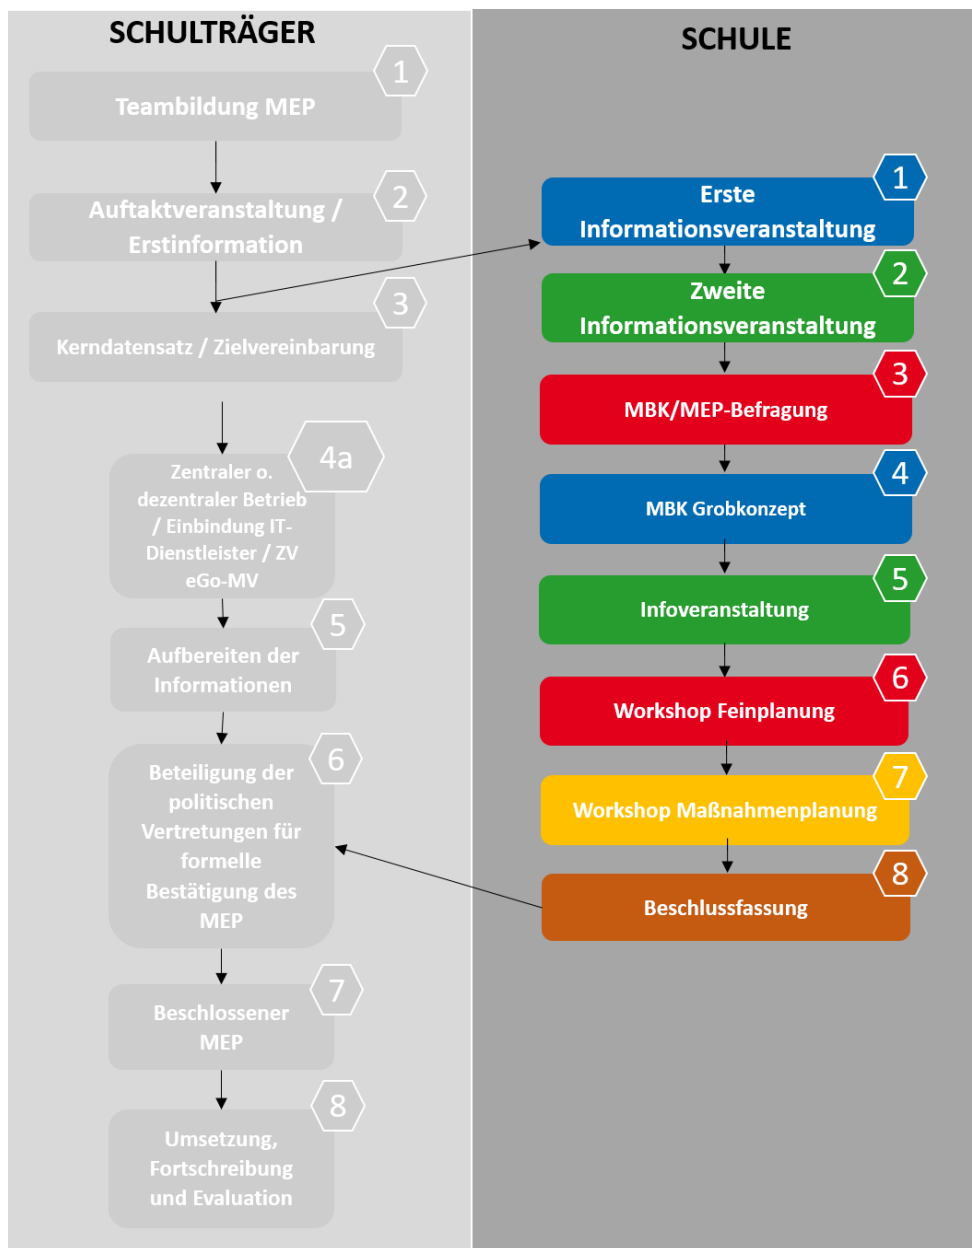 SCHULTRÄGER
1
Teambildung MEP
2
Auftaktveranstaltung /
Erstinformation
3
Kerndatensatz / Zielvereinbarung
4a
Zentraler o.
dezentraler Betrieb
/ Einbindung IT-
Dienstleister / ZV
eGo-MV
5
Aufbereiten der
Informationen
6
Beteiligung der
politischen
Vertretungen für
formelle
Bestätigung des
MEP
7
Beschlossener
MEP
8
Umsetzung,
Fortschreibung
und Evaluation
SCHULE
1
Erste
Informationsveranstaltung
2
Zweite
Informationsveranstaltung
3
MBK/MEP-Befragung
4
MBK Grobkonzept
5
Infoveranstaltung
6
Workshop Feinplanung
7
Workshop Maßnahmenplanung
8
Beschlussfassung